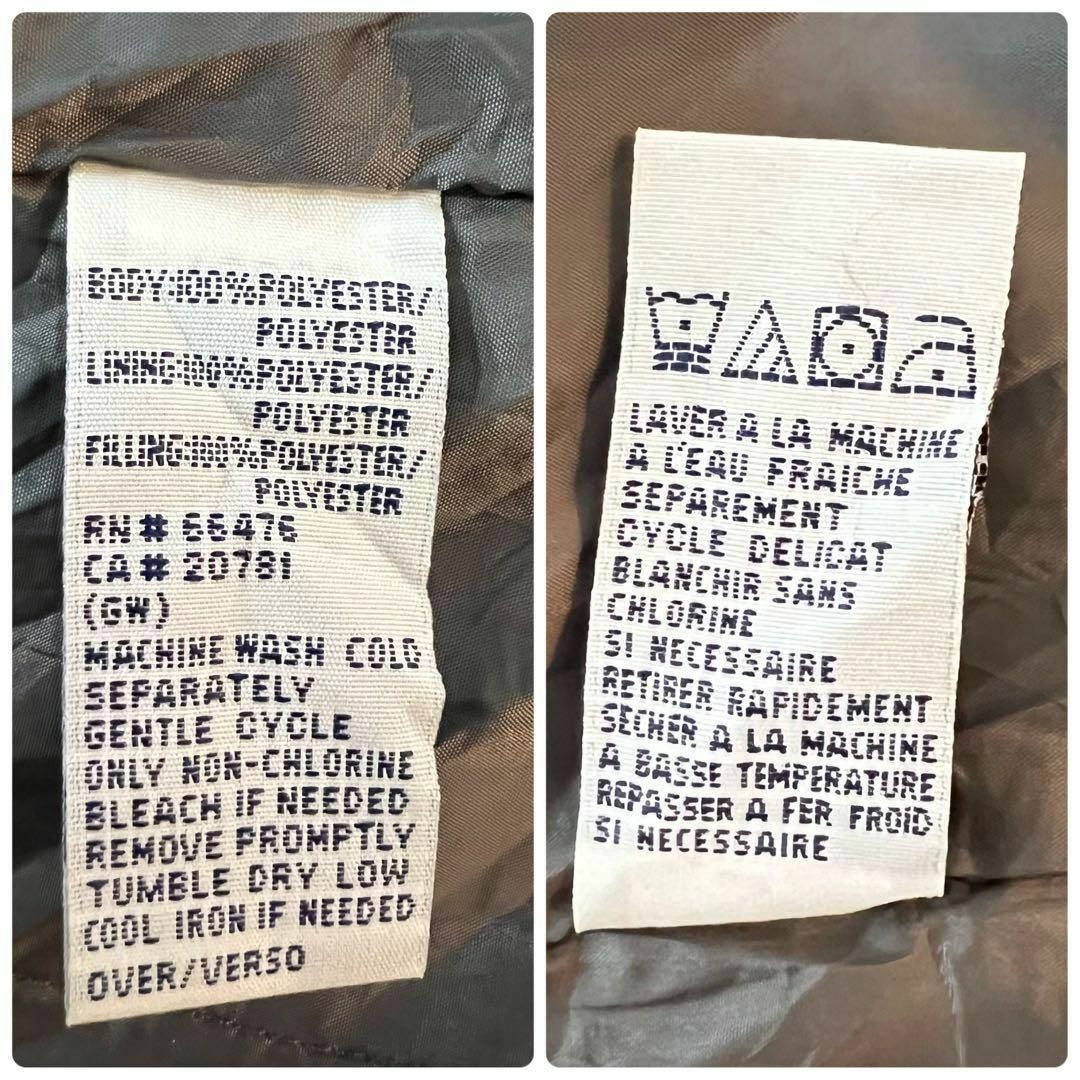 BODY:100%POLYESTER/
POLYESTER
LINING:100%POLYESTER/
POLYESTER
FILLING:100%POLYESTER/
POLYESTER
RN # 66476
CA # 20781
(GW)
MACHINE WASH COLD
SEPARATELY
GENTLE CYCLE
ONLY NON-CHLORINE
BLEACH IF NEEDED
REMOVE PROMPTLY
TUMBLE DRY LOW
COOL IRON IF NEEDED
OVER/VERSO
LAVER A LA MACHINE
A L'EAU FRAICHE
SEPAREMENT
CYCLE DELICAT
BLANCHIR SANS
CHLORINE
SI NECESSAIRE
RETIRER RAPIDEMENT
SECHER A LA MACHINE
A BASSE TEMPERATURE
REPASSER A FER FROID
SI NECESSAIRE